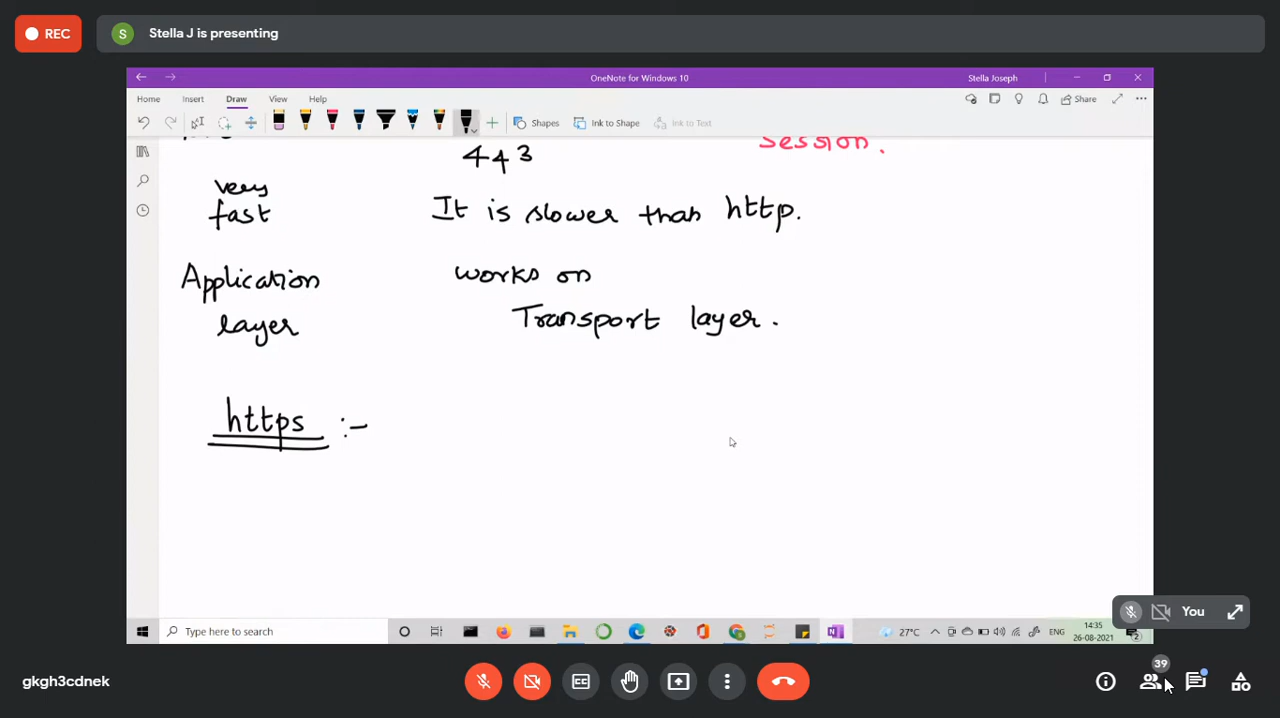 REC
S
Stella J is presenting
OneNote for Windows 10
Stella Joseph
Home Insert Draw View Help
Share
Shapes
Ink to Shape
Ink to Text
Session.
443
very
fast
It is slower than http.
Application
layer
works on
Transport layer.
https :-
You
Type here to search
27°C
ENG
14:35
26-08-2021
2
gkgh3cdnek
CC
39